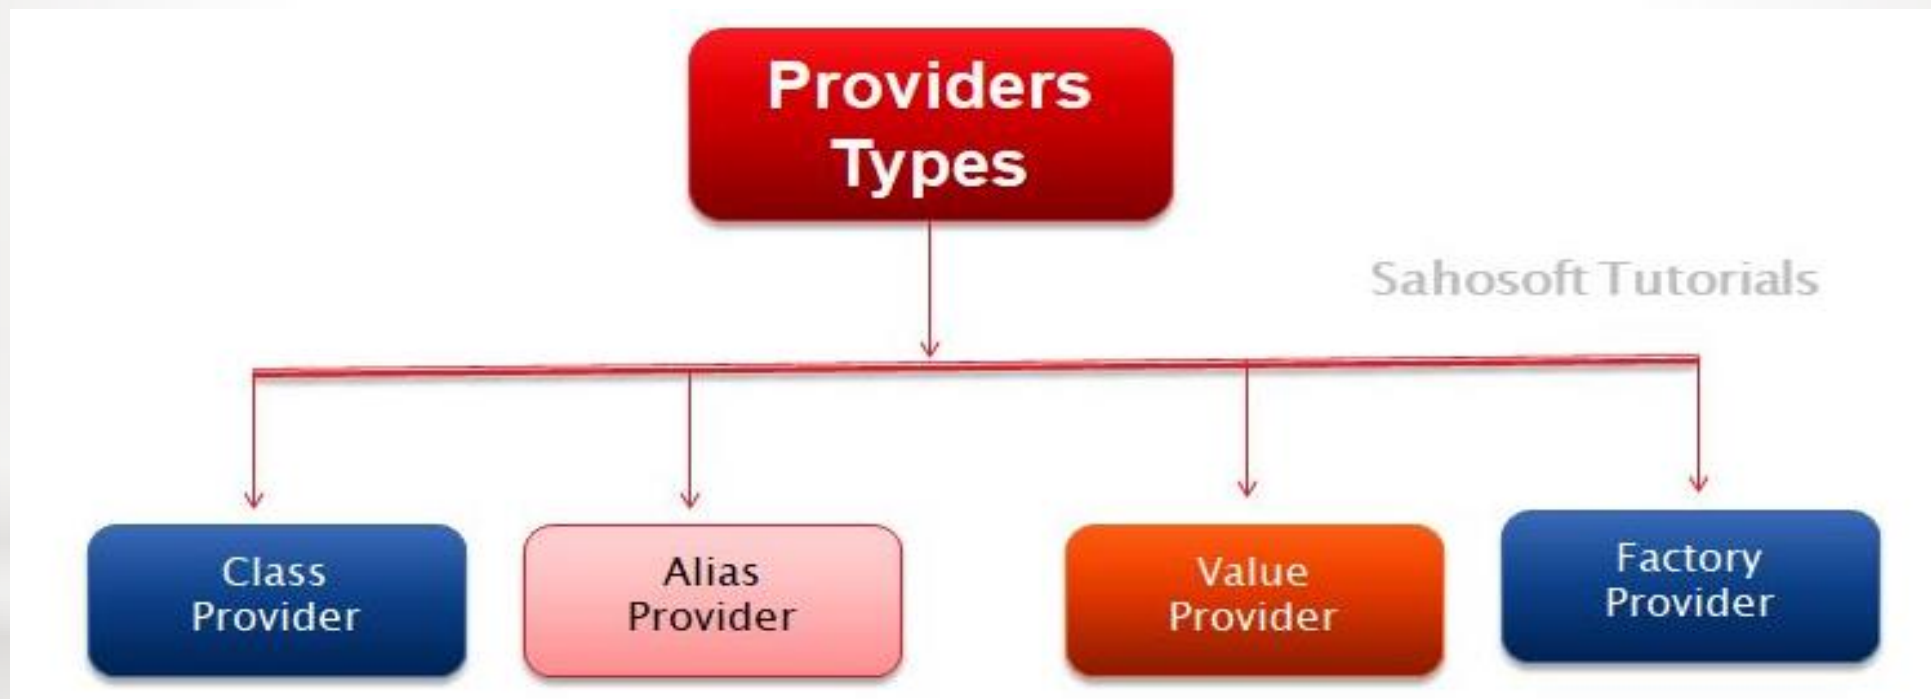 Providers
Types
Sahosoft Tutorials
Class
Provider
Alias
Provider
Value
Provider
Factory
Provider